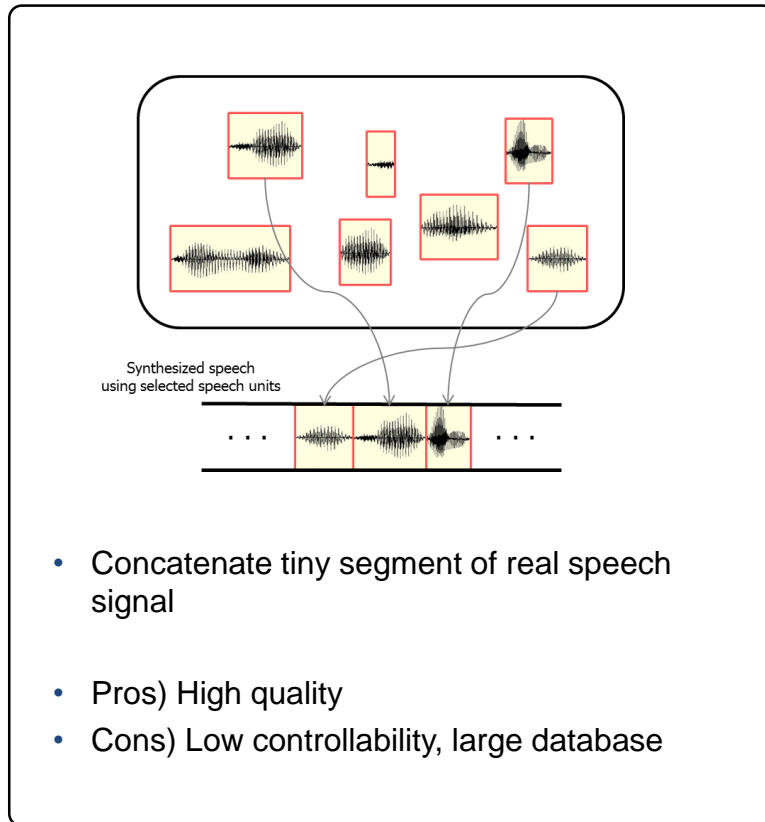 Synthesized speech
using selected speech units
. . .
. . .
• Concatenate tiny segment of real speech
signal
• Pros) High quality
• Cons) Low controllability, large database